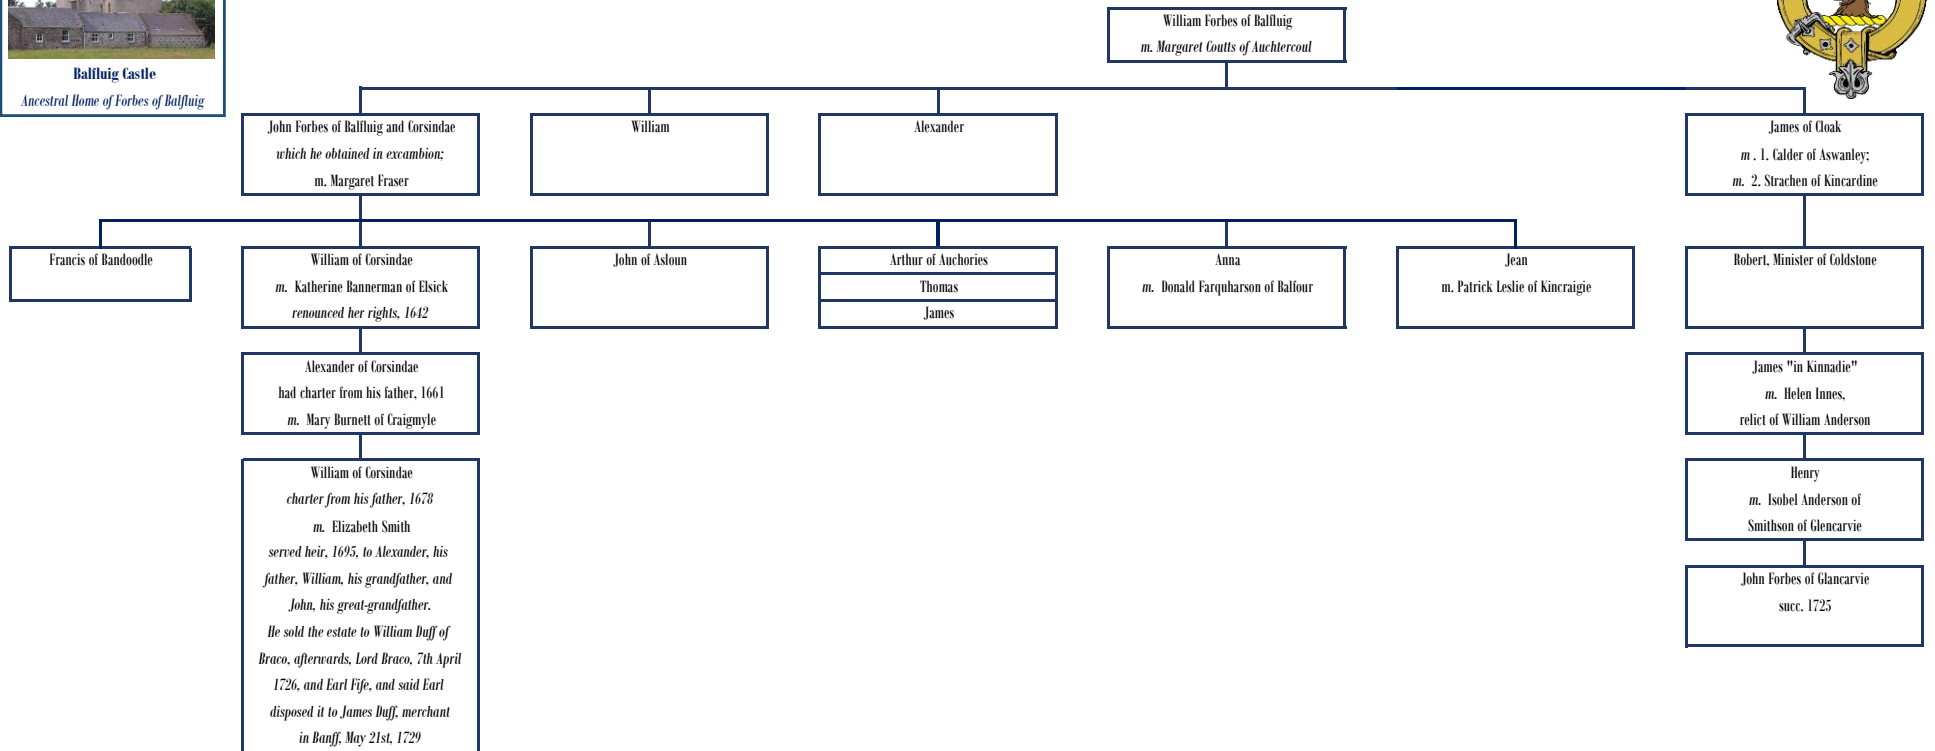 Balfluig Castle
Ancestral Home of Forbes of Balfluig
William Forbes of Balfluig
m. Margaret Coutts of Auchtercoul
John Forbes of Balfluig and Corsindae
which he obtained in excambion;
m. Margaret Fraser
William
Alexander
James of Cloak
m . 1. Calder of Aswanley;
m. 2. Strachen of Kincardine
Francis of Bandoodle
William of Corsindae
m. Katherine Bannerman of Elsick
renounced her rights, 1642
John of Asloun
Arthur of Auchories
Thomas
James
Anna
m. Donald Farquharson of Balfour
Jean
m. Patrick Leslie of Kincraigie
Robert, Minister of Coldstone
Alexander of Corsindae
had charter from his father, 1661
m. Mary Burnett of Craigmyle
James "in Kinnadie"
m. Helen Innes,
relict of William Anderson
William of Corsindae
charter from his father, 1678
m. Elizabeth Smith
served heir, 1695, to Alexander, his
father, William, his grandfather, and
John, his great-grandfather.
He sold the estate to William Duff of
Braco, afterwards, Lord Braco, 7th April
1726, and Earl Fife, and said Earl
disposed it to James Duff, merchant
in Banff, May 21st, 1729
Henry
m. Isobel Anderson of
Smithson of Glencarvie
John Forbes of Glancarvie
succ. 1725